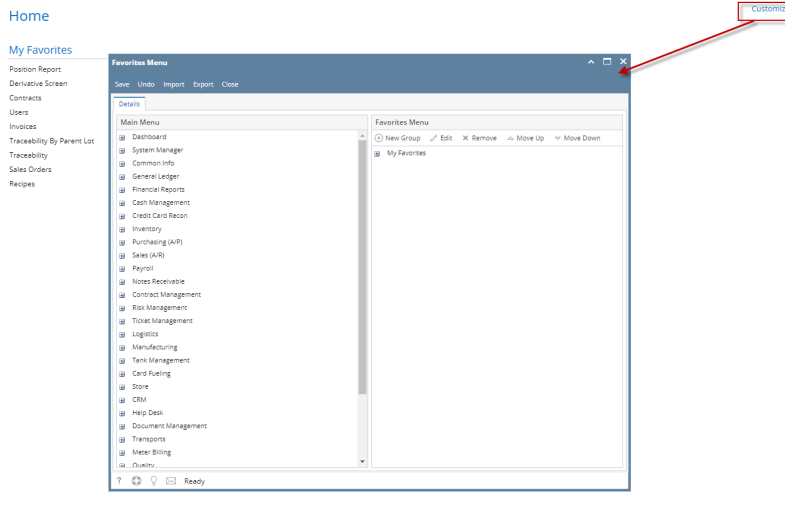 Home
Customiz
My Favorites
Position Report
Derivative Screen
Contracts
Users
Invoices
Traceability By Parent Lot
Traceability
Sales Orders
Recipes
Favorites Menu
Save Undo Import Export Close
Details
Main Menu
Dashboard
System Manager
Common Info
General Ledger
Financial Reports
Cash Management
Credit Card Recon
Inventory
Purchasing (A/P)
Sales (A/R)
Payroll
Notes Receivable
Contract Management
Risk Management
Ticket Management
Logistics
Manufacturing
Tank Management
Card Fueling
Store
CRM
Help Desk
Document Management
Transports
Meter Billing
Quality
Favorites Menu
New Group Edit Remove Move Up Move Down
My Favorites
? Ready